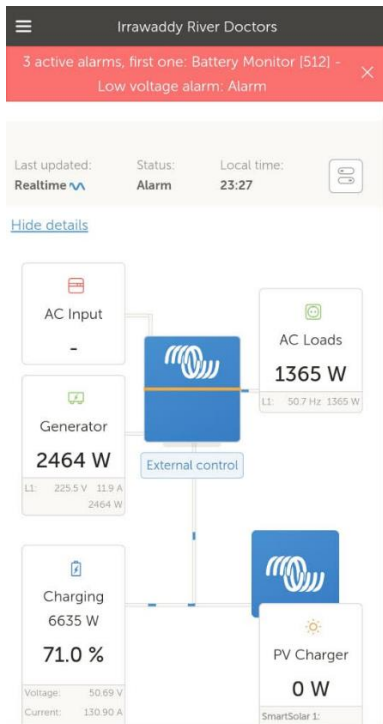 Irrawaddy River Doctors
3 active alarms, first one: Battery Monitor [512] -
Low voltage alarm: Alarm
Last updated:
Realtime
Status:
Alarm
Local time:
23:27
Hide details
AC Input
-
AC Loads
1365 W
L1: 50.7 Hz 1365 W
Generator
2464 W
L1: 225.5 V 11.9 A
2464 W
External control
Charging
6635 W
71.0 %
Voltage: 50.69 V
Current: 130.90 A
PV Charger
0 W
SmartSolar 1: